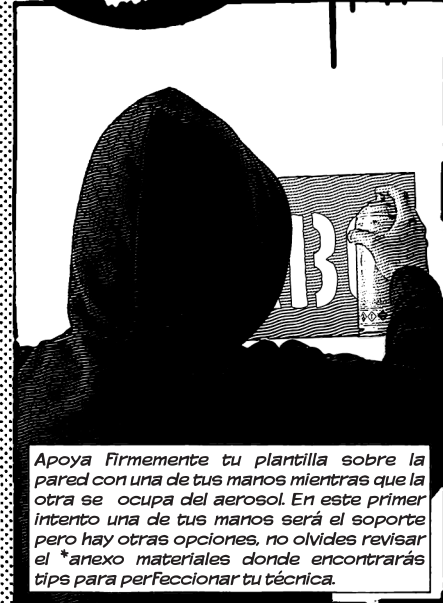 B
Apoya Firmemente tu plantilla sobre la
pared con una de tus manos mientras que la
otra se ocupa del aerosol. En este primer
intento una de tus manos será el soporte
pero hay otras opciones, no olvides revisar
el *anexo materiales donde encontrarás
tips para perFeccionar tu técnica.